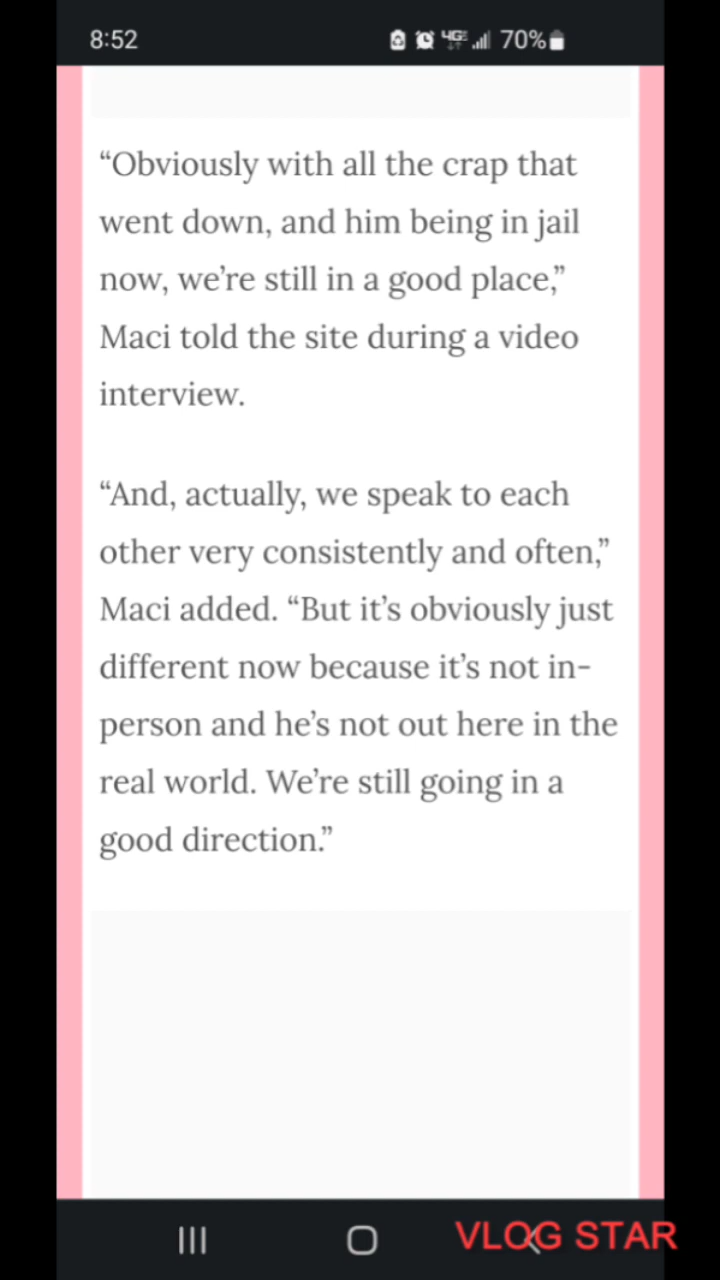 8:52 4GE 70%
“Obviously with all the crap that
went down, and him being in jail
now, we’re still in a good place,”
Maci told the site during a video
interview.
“And, actually, we speak to each
other very consistently and often,”
Maci added. “But it’s obviously just
different now because it’s not in-
person and he’s not out here in the
real world. We’re still going in a
good direction.”
VLOG STAR